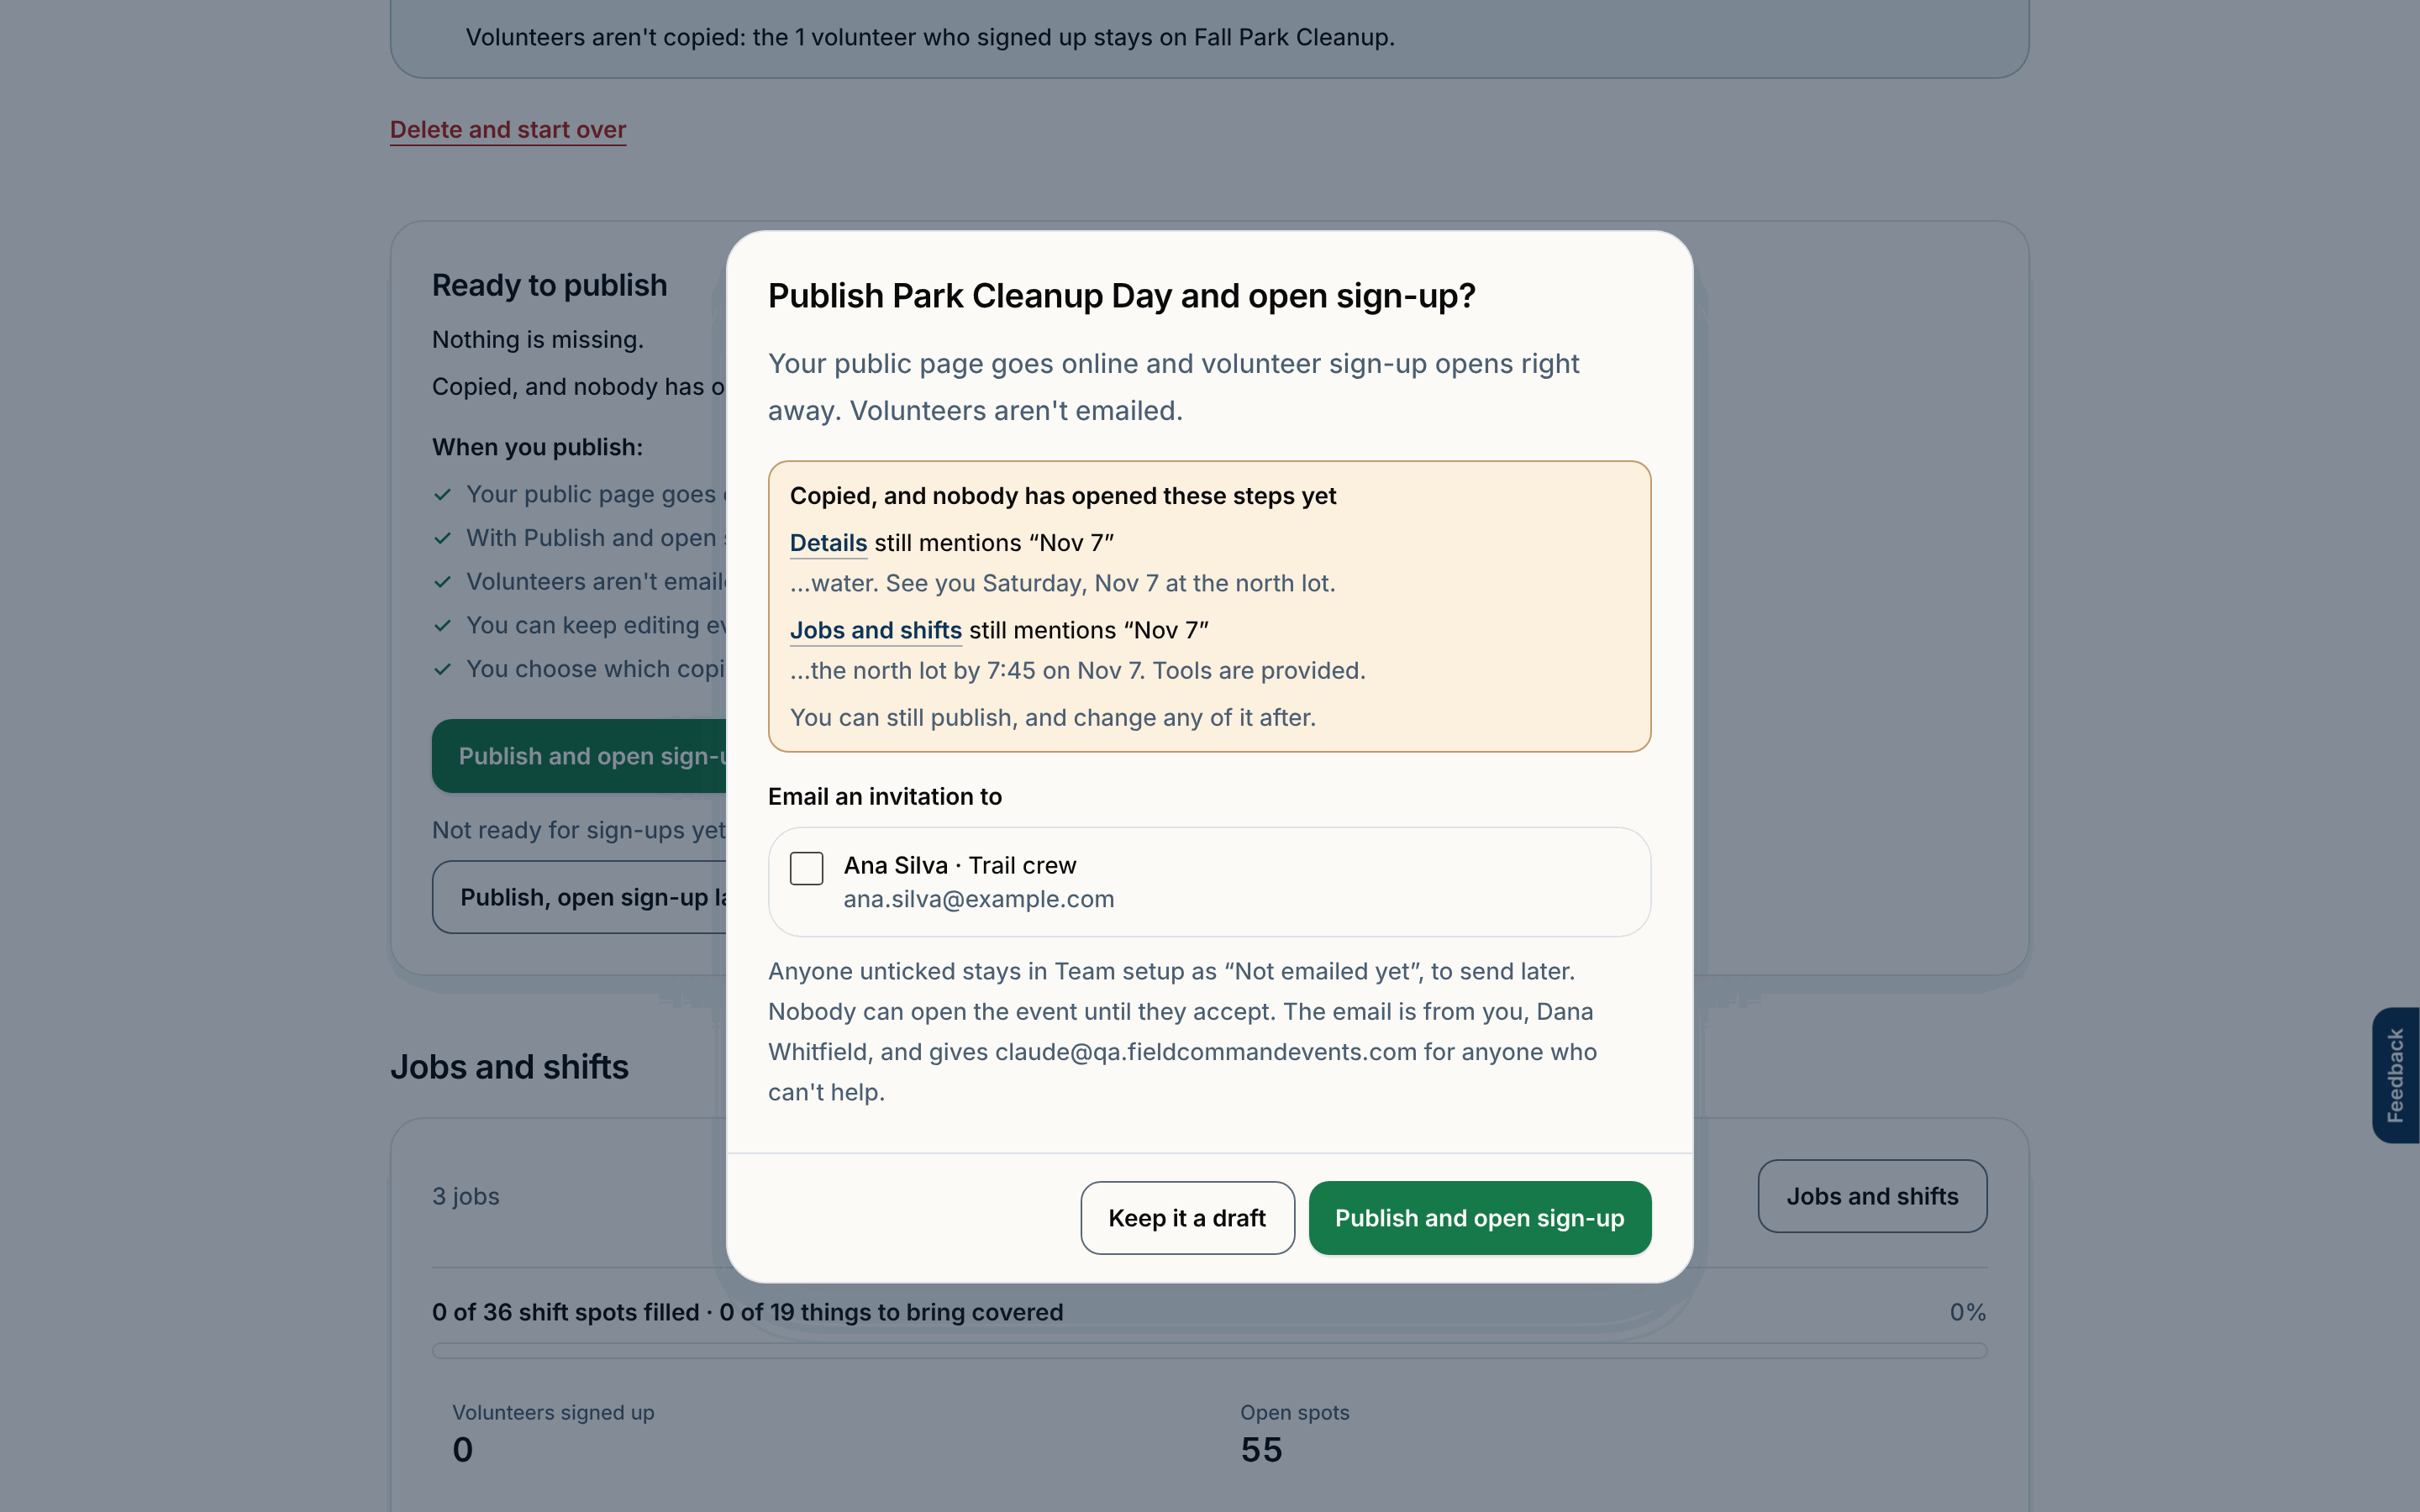 Volunteers aren't copied: the 1 volunteer who signed up stays on Fall Park Cleanup.
Delete and start over
Ready to publish
Nothing is missing.
Copied, and nobody has o
When you publish:
Your public page goes
With Publish and open
Volunteers aren't email
You can keep editing ev
You choose which copi
Publish and open sign-u
Not ready for sign-ups yet
Publish, open sign-up la
Publish Park Cleanup Day and open sign-up?
Your public page goes online and volunteer sign-up opens right
away. Volunteers aren't emailed.
Copied, and nobody has opened these steps yet
Details still mentions “Nov 7”
…water. See you Saturday, Nov 7 at the north lot.
Jobs and shifts still mentions “Nov 7”
…the north lot by 7:45 on Nov 7. Tools are provided.
You can still publish, and change any of it after.
Email an invitation to
Ana Silva · Trail crew
ana.silva@example.com
Anyone unticked stays in Team setup as “Not emailed yet”, to send later.
Nobody can open the event until they accept. The email is from you, Dana
Whitfield, and gives claude@qa.fieldcommandevents.com for anyone who
can't help.
Keep it a draft
Publish and open sign-up
Feedback
Jobs and shifts
3 jobs
Jobs and shifts
0 of 36 shift spots filled · 0 of 19 things to bring covered
0%
Volunteers signed up
0
Open spots
55